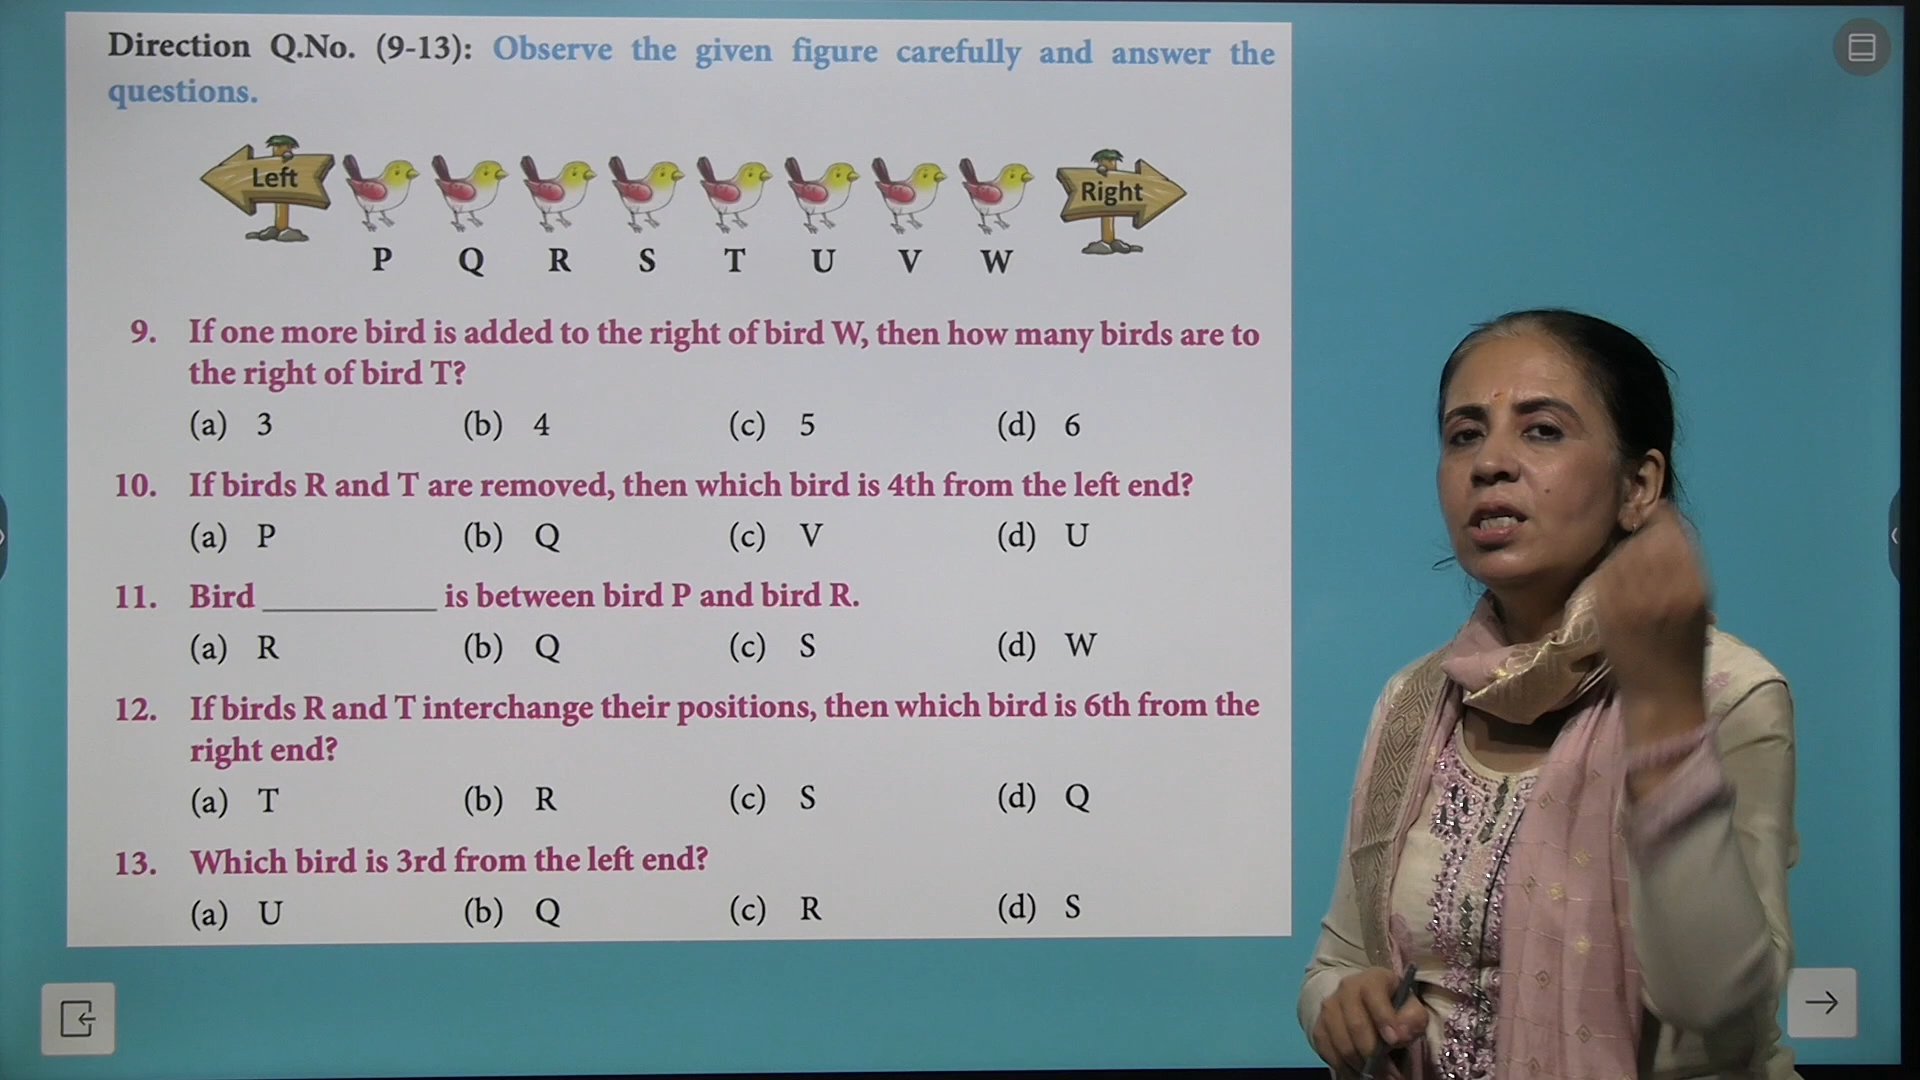 Direction Q.No. (9-13): Observe the given figure carefully and answer the
questions.
Left
Right
P Q R S T U V W
9. If one more bird is added to the right of bird W, then how many birds are to
the right of bird T?
(a) 3 (b) 4 (c) 5 (d) 6
10. If birds R and T are removed, then which bird is 4th from the left end?
(a) P (b) Q (c) V (d) U
11. Bird __________ is between bird P and bird R.
(a) R (b) Q (c) S (d) W
12. If birds R and T interchange their positions, then which bird is 6th from the
right end?
(a) T (b) R (c) S (d) Q
13. Which bird is 3rd from the left end?
(a) U (b) Q (c) R (d) S